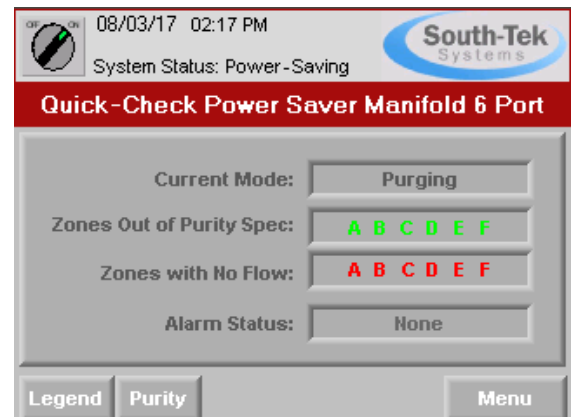 OFF ON
08/03/17 02:17 PM
System Status: Power-Saving
South-Tek
Systems
Quick-Check Power Saver Manifold 6 Port
Current Mode: Purging
Zones Out of Purity Spec: A B C D E F
Zones with No Flow: A B C D E F
Alarm Status: None
Legend Purity Menu